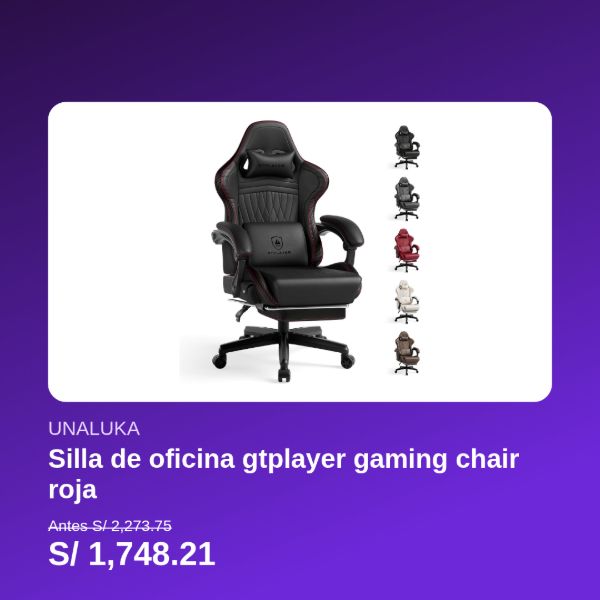 UNALUKA
Silla de oficina gtplayer gaming chair
roja
Antes S/ 2,273.75
S/ 1,748.21